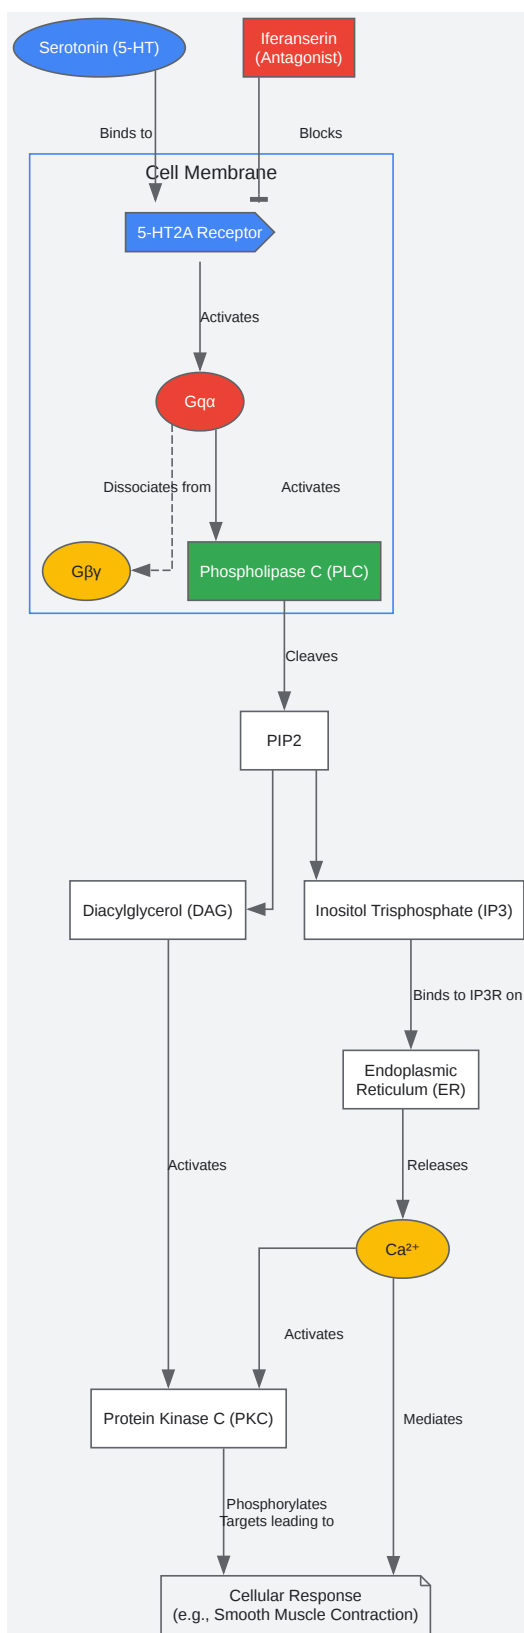 Serotonin (5-HT)
Iferanserin
(Antagonist)
Binds to
Blocks
Cell Membrane
5-HT2A Receptor
Activates
Gqα
Dissociates from
Activates
Gβγ
Phospholipase C (PLC)
Cleaves
PIP2
Diacylglycerol (DAG)
Inositol Trisphosphate (IP3)
Binds to IP3R on
Endoplasmic
Reticulum (ER)
Activates
Releases
Ca²⁺
Activates
Protein Kinase C (PKC)
Mediates
Phosphorylates
Targets leading to
Cellular Response
(e.g., Smooth Muscle Contraction)